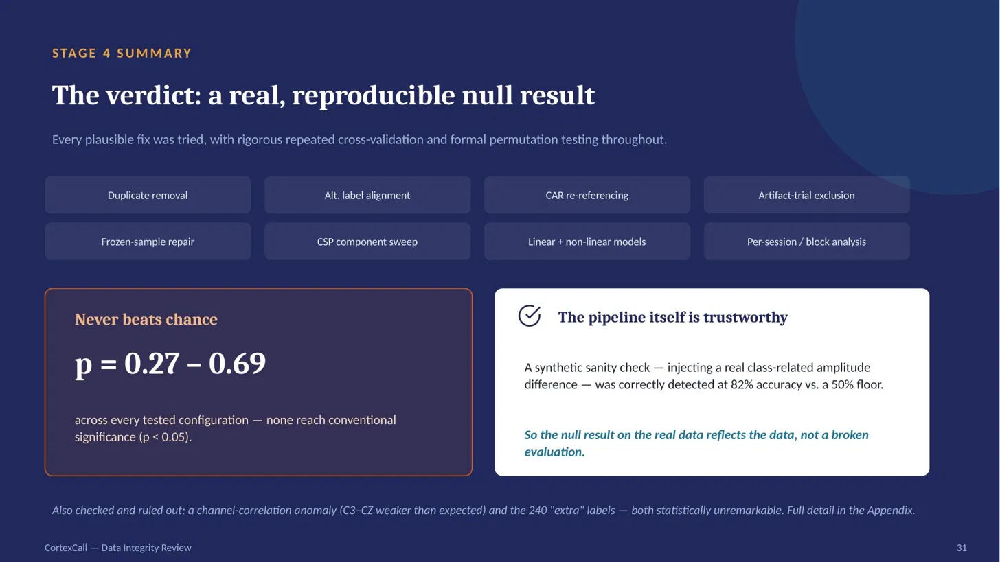 STAGE 4 SUMMARY
The verdict: a real, reproducible null result
Every plausible fix was tried, with rigorous repeated cross-validation and formal permutation testing throughout.
Duplicate removal
Alt. label alignment
CAR re-referencing
Artifact-trial exclusion
Frozen-sample repair
CSP component sweep
Linear + non-linear models
Per-session / block analysis
Never beats chance
p = 0.27 – 0.69
across every tested configuration — none reach conventional
significance (p < 0.05).
The pipeline itself is trustworthy
A synthetic sanity check — injecting a real class-related amplitude
difference — was correctly detected at 82% accuracy vs. a 50% floor.
So the null result on the real data reflects the data, not a broken
evaluation.
Also checked and ruled out: a channel-correlation anomaly (C3–CZ weaker than expected) and the 240 "extra" labels — both statistically unremarkable. Full detail in the Appendix.
CortexCall — Data Integrity Review
31